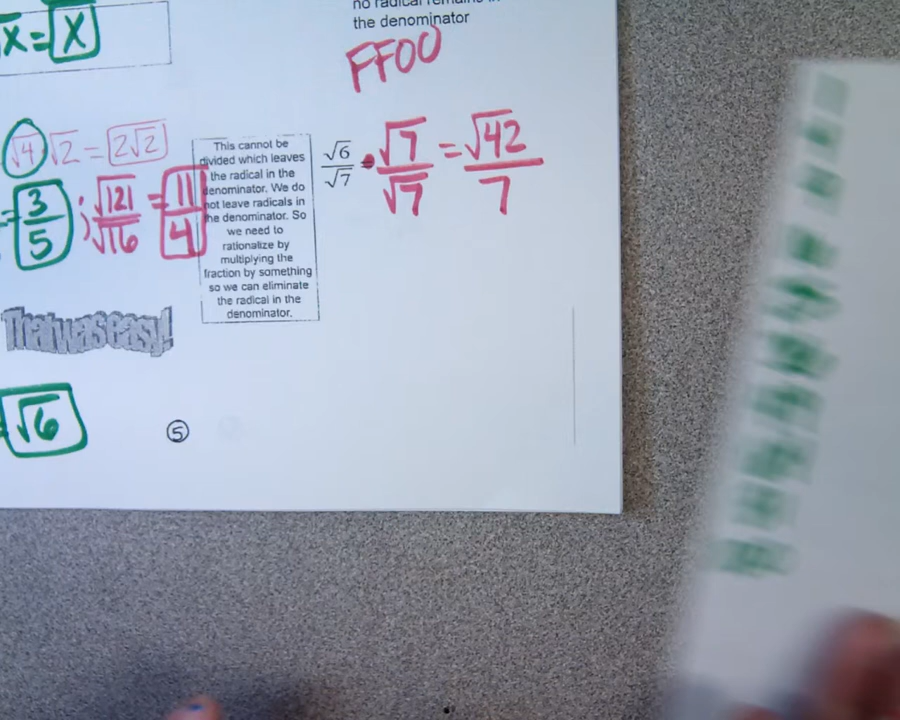 no radical remains in
the denominator
√x = √x
FFOO
√4 √2 = 2√2
= 3/5 ; √121/√16 = 11/4
This cannot be
divided which leaves
the radical in the
denominator. We do
not leave radicals in
the denominator. So
we need to
rationalize by
multiplying the
fraction by something
so we can eliminate
the radical in the
denominator.
√6/√7 • √7/√7 = √42/7
That was easy!
√6
5